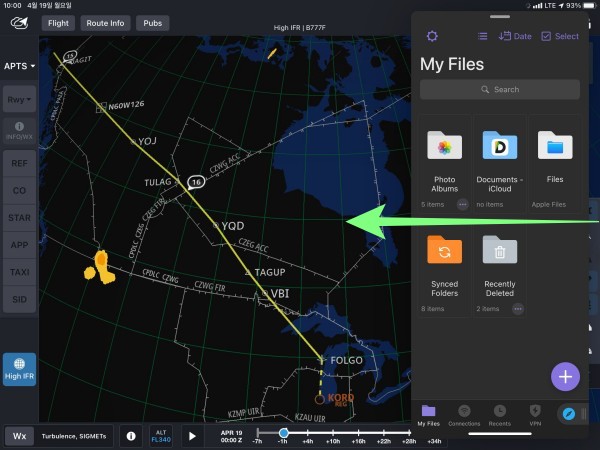 10:00 4월 19일 월요일
LTE 93%
Flight Route Info Pubs
High IFR | B777F
APTS
Rwy
INFO/WX
REF
CO
STAR
APP
TAXI
SID
High IFR
15
N60W126
YOJ
TULAG
16
CZWG ACC
CPDLC CZEG
CZEG FIR
YQD
CZEG ACC
TAGUP
CPDLC CZWG
CZWG FIR
VBI
FOLGO
KORD
REG
KZMP UIR
KZAU UIR
Wx
Turbulence, SIGMETs
ALT
FL340
APR 19
00:00 Z
-7h -1h +4h +10h +16h +22h +28h +34h
Date
Select
My Files
Search
Photo
Albums
5 items
Documents -
iCloud
no items
Files
Apple Files
Synced
Folders
8 items
Recently
Deleted
2 items
My Files
Connections
Recents
VPN